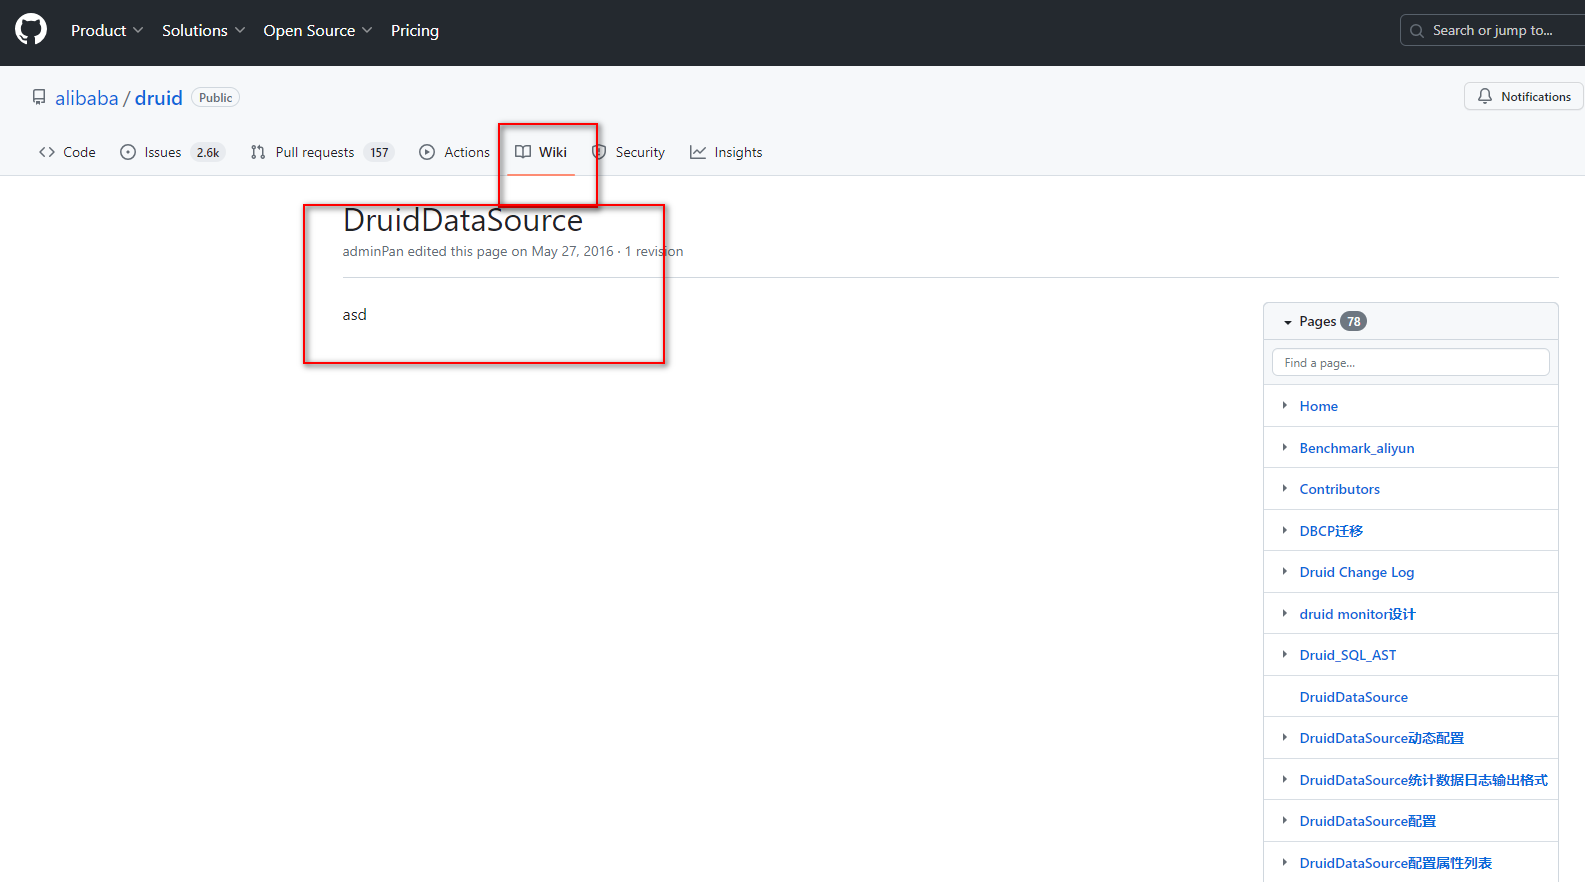 Product Solutions Open Source Pricing Search or jump to...
alibaba / druid Public Notifications
Code Issues 2.6k Pull requests 157 Actions Wiki Security Insights
DruidDataSource
adminPan edited this page on May 27, 2016 · 1 revision
asd
Pages 78
Find a page...
Home
Benchmark_aliyun
Contributors
DBCP迁移
Druid Change Log
druid monitor设计
Druid_SQL_AST
DruidDataSource
DruidDataSource动态配置
DruidDataSource统计数据日志输出格式
DruidDataSource配置
DruidDataSource配置属性列表